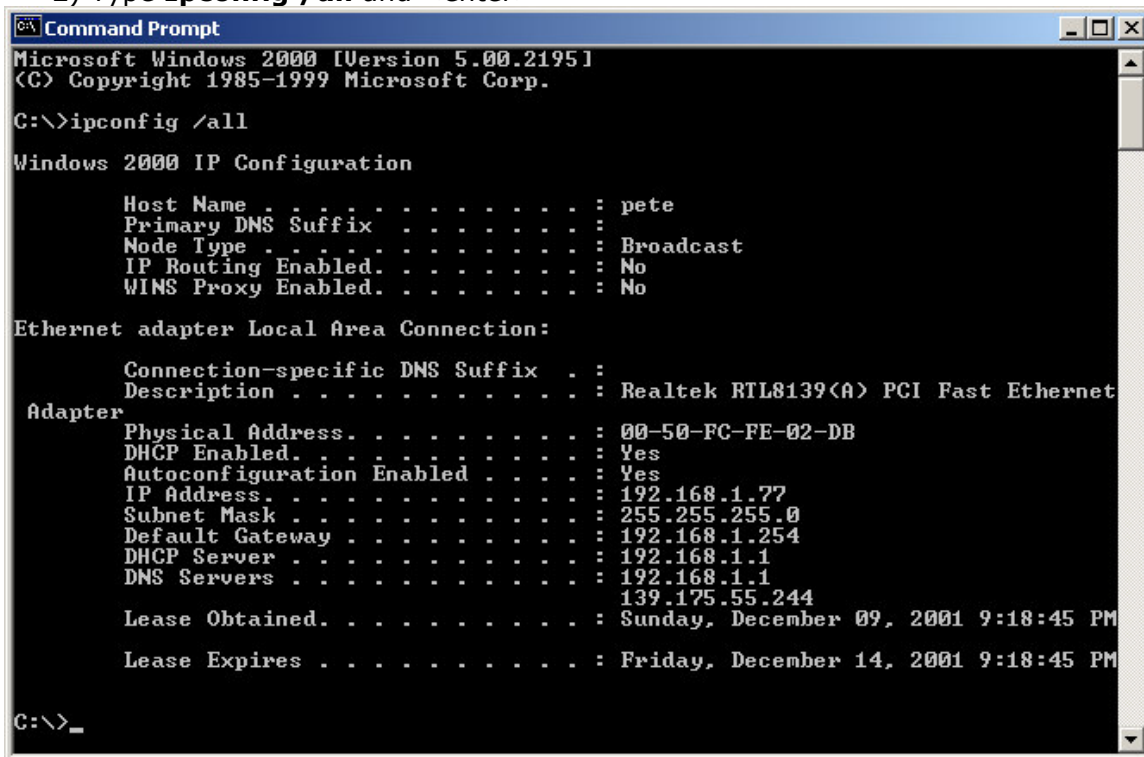 Command Prompt
Microsoft Windows 2000 [Version 5.00.2195]
(C) Copyright 1985-1999 Microsoft Corp.
C:\>ipconfig /all
Windows 2000 IP Configuration
Host Name . . . . . . . . . . . . : pete
Primary DNS Suffix . . . . . . . :
Node Type . . . . . . . . . . . . : Broadcast
IP Routing Enabled. . . . . . . . : No
WINS Proxy Enabled. . . . . . . . : No
Ethernet adapter Local Area Connection:
Connection-specific DNS Suffix . :
Description . . . . . . . . . . . : Realtek RTL8139(A) PCI Fast Ethernet
Adapter
Physical Address. . . . . . . . . : 00-50-FC-FE-02-DB
DHCP Enabled. . . . . . . . . . . : Yes
Autoconfiguration Enabled . . . . : Yes
IP Address. . . . . . . . . . . . : 192.168.1.77
Subnet Mask . . . . . . . . . . . : 255.255.255.0
Default Gateway . . . . . . . . . : 192.168.1.254
DHCP Server . . . . . . . . . . . : 192.168.1.1
DNS Servers . . . . . . . . . . . : 192.168.1.1
139.175.55.244
Lease Obtained. . . . . . . . . . : Sunday, December 09, 2001 9:18:45 PM
Lease Expires . . . . . . . . . . : Friday, December 14, 2001 9:18:45 PM
C:\>_